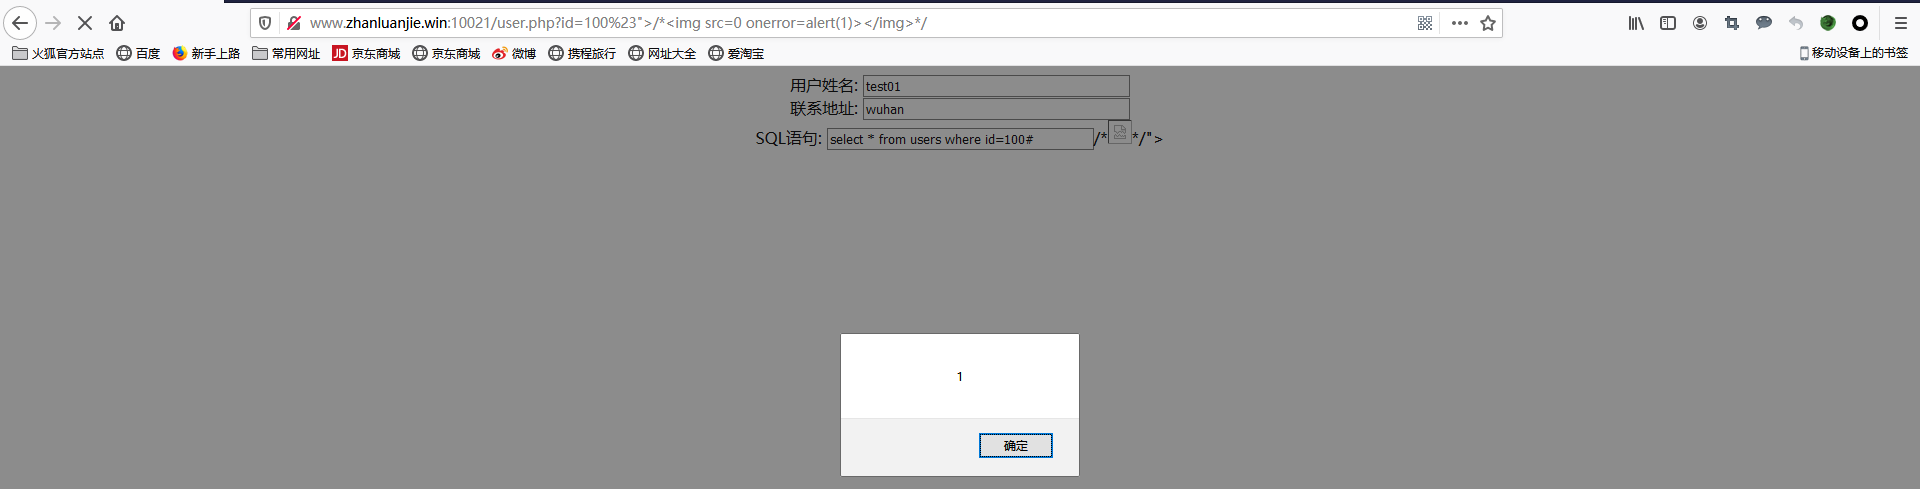 www.zhanluanjie.win:10021/user.php?id=100%23">/*<img src=0 onerror=alert(1)></img>*/
火狐官方站点 百度 新手上路 常用网址 JD 京东商城 京东商城 微博 携程旅行 网址大全 爱淘宝 移动设备上的书签
用户姓名: test01
联系地址: wuhan
SQL语句: select * from users where id=100# /* */">
1
确定